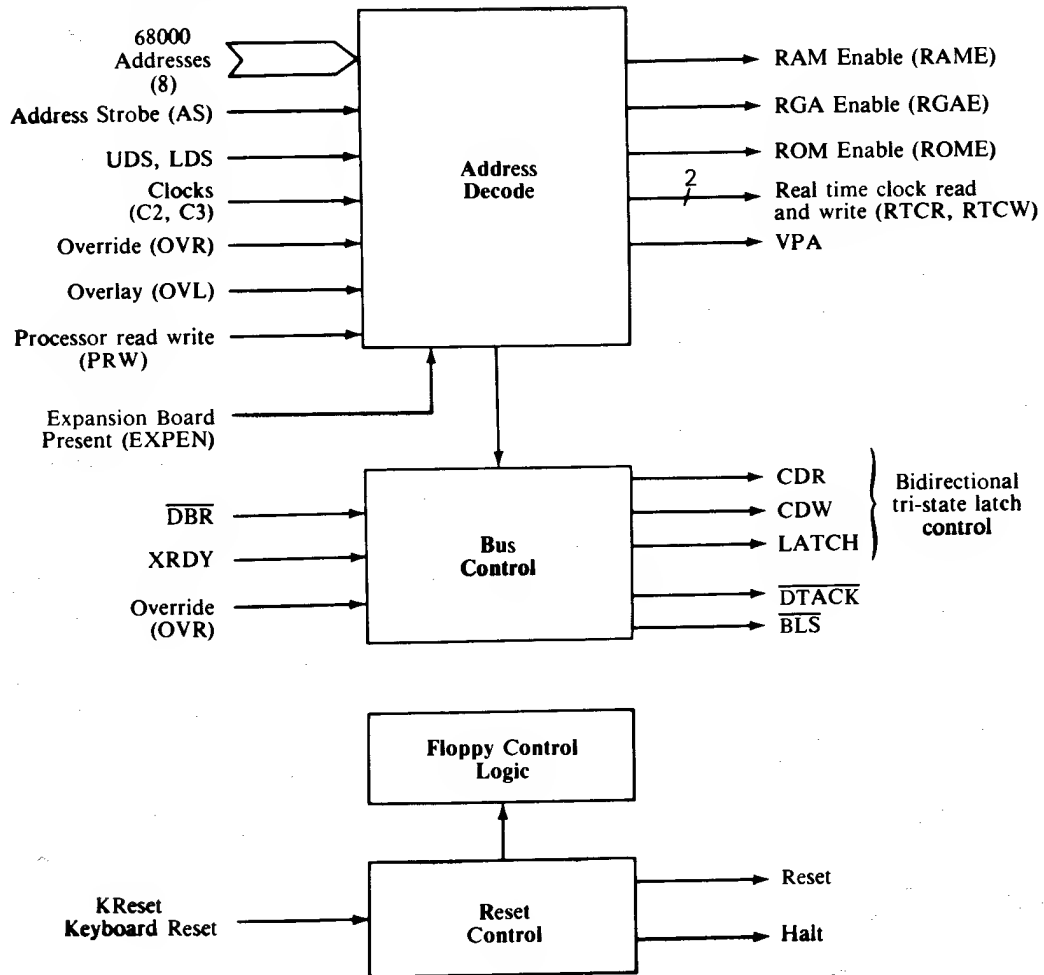 68000
Addresses
(8)
Address Strobe (AS)
UDS, LDS
Clocks
(C2, C3)
Override (OVR)
Overlay (OVL)
Processor read write
(PRW)
Expansion Board
Present (EXPEN)
Address
Decode
RAM Enable (RAME)
RGA Enable (RGAE)
ROM Enable (ROME)
2
Real time clock read
and write (RTCR, RTCW)
VPA
D̅B̅R̅
XRDY
Override
(OVR)
Bus
Control
CDR
CDW
LATCH
Bidirectional
tri-state latch
control
D̅T̅A̅C̅K̅
B̅L̅S̅
Floppy Control
Logic
KReset
Keyboard Reset
Reset
Control
Reset
Halt